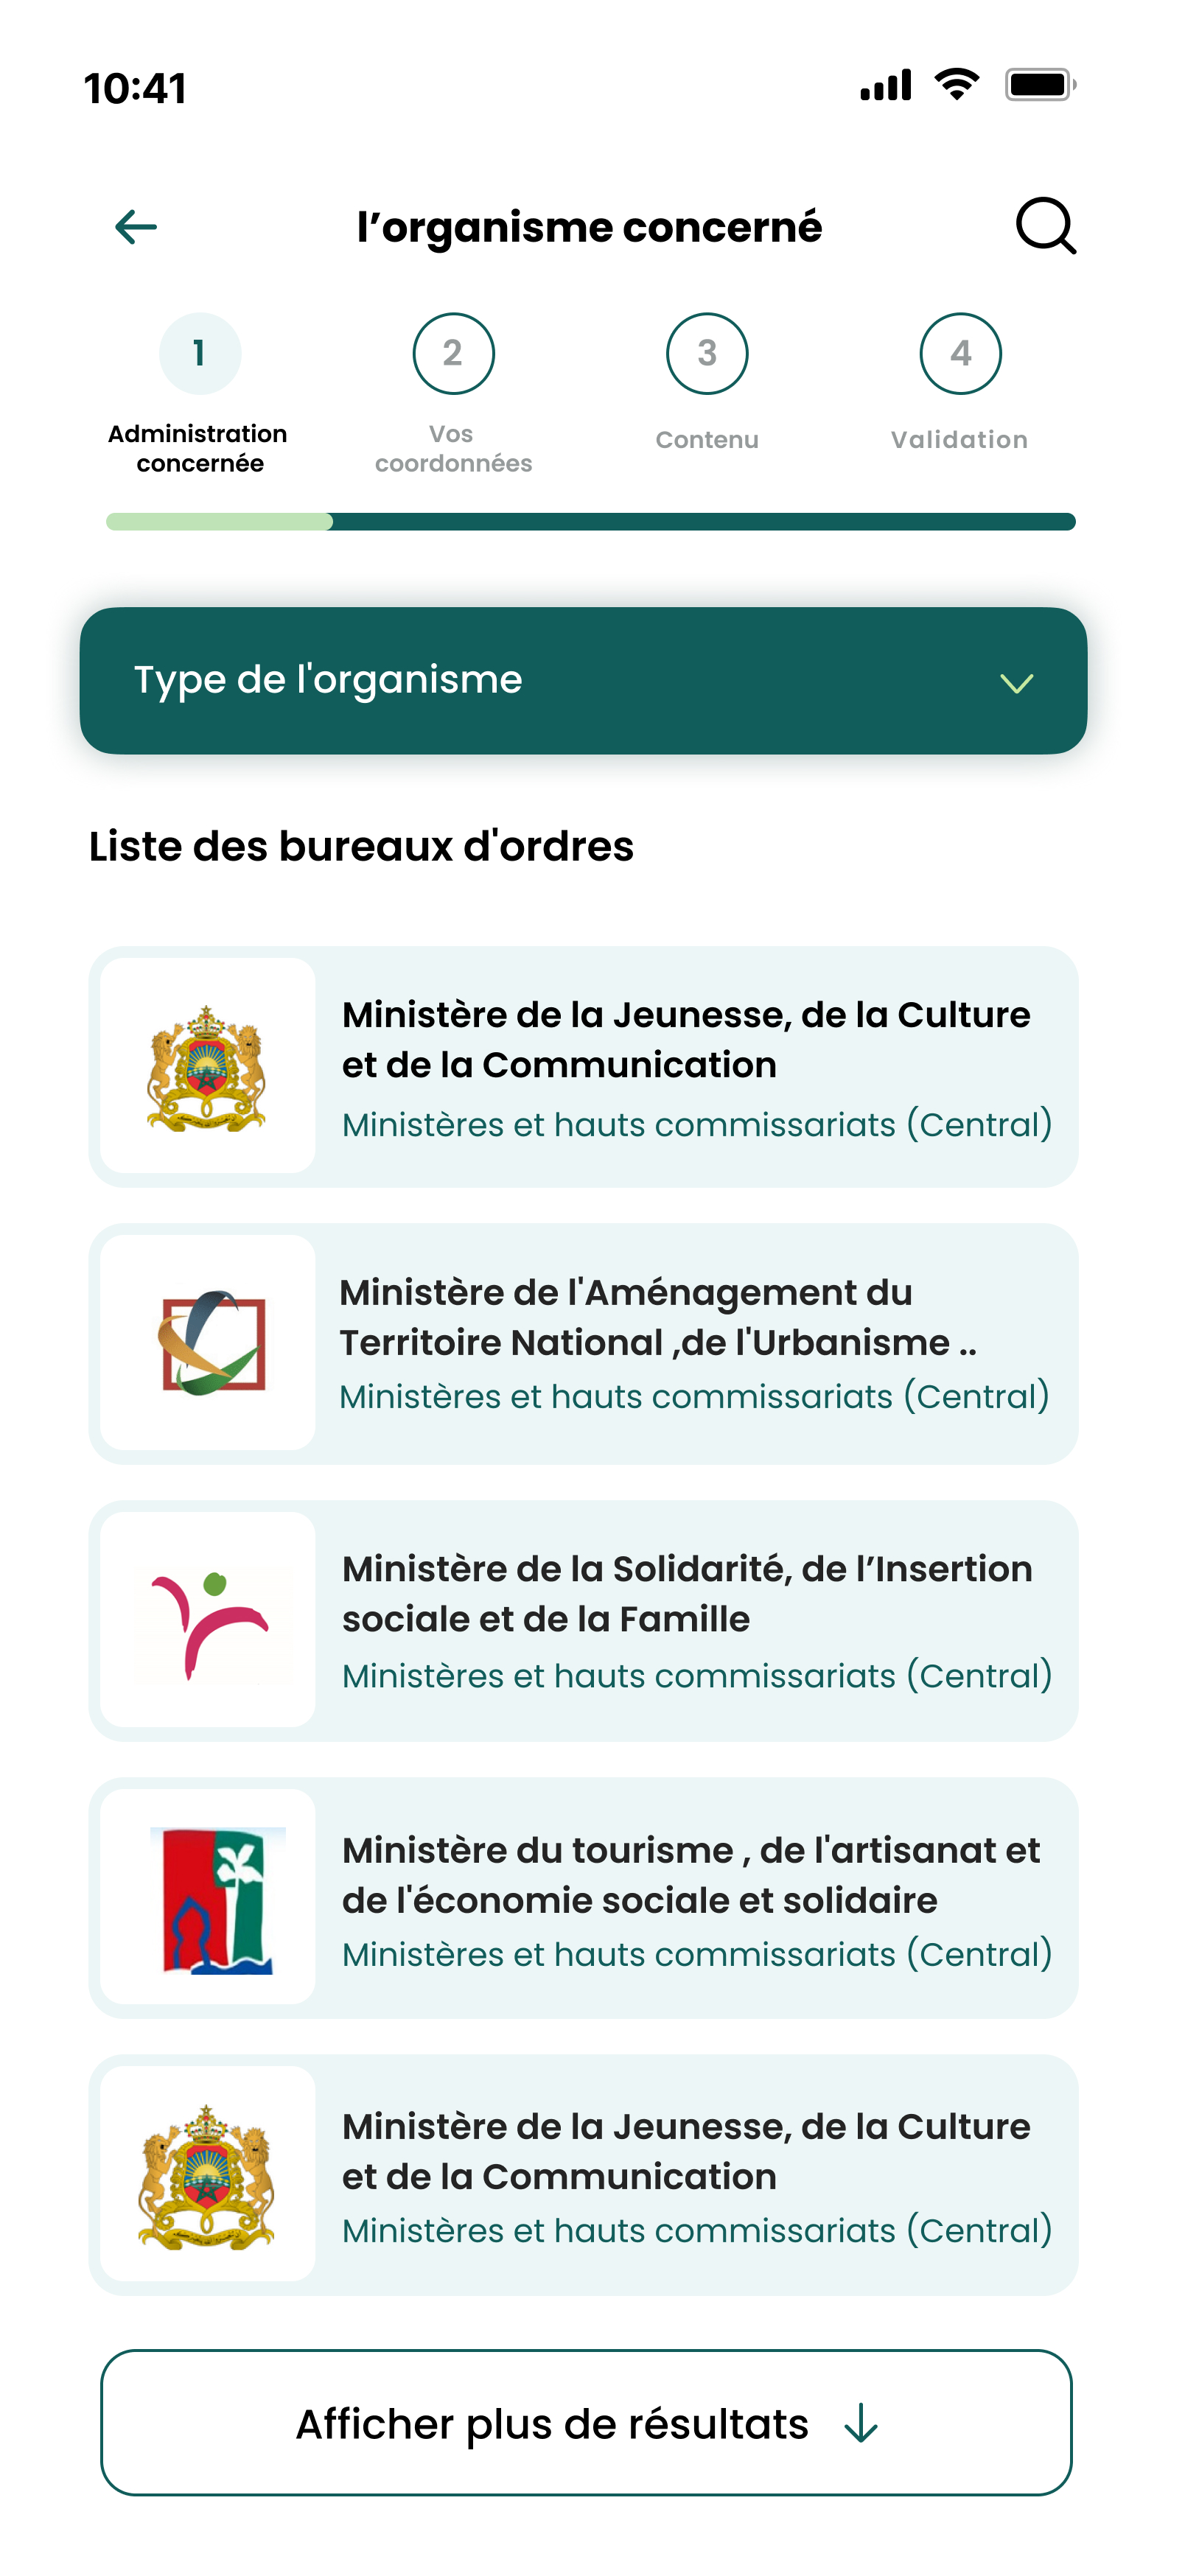 10:41
l’organisme concerné
1
2
3
4
Administration
concernée
Vos
coordonnées
Contenu
Validation
Type de l'organisme
Liste des bureaux d'ordres
Ministère de la Jeunesse, de la Culture
et de la Communication
Ministères et hauts commissariats (Central)
Ministère de l'Aménagement du
Territoire National ,de l'Urbanisme ..
Ministères et hauts commissariats (Central)
Ministère de la Solidarité, de l’Insertion
sociale et de la Famille
Ministères et hauts commissariats (Central)
Ministère du tourisme , de l'artisanat et
de l'économie sociale et solidaire
Ministères et hauts commissariats (Central)
Ministère de la Jeunesse, de la Culture
et de la Communication
Ministères et hauts commissariats (Central)
Afficher plus de résultats